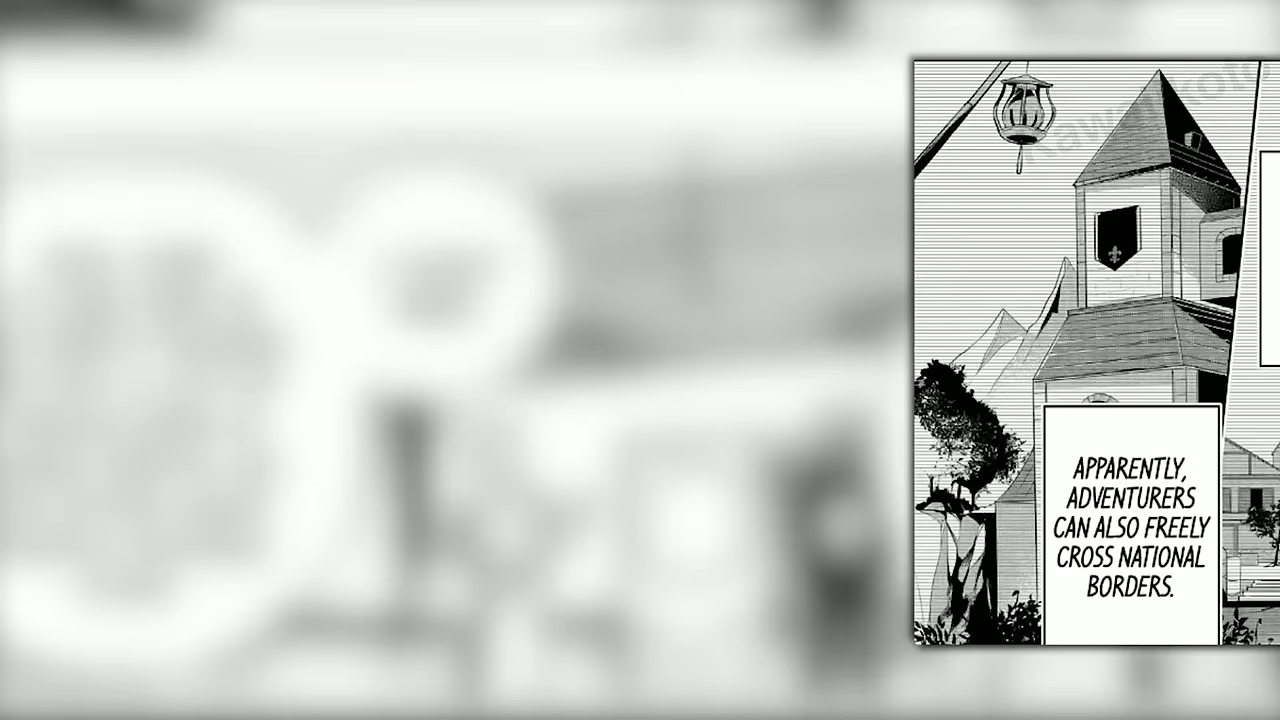 APPARENTLY,
ADVENTURERS
CAN ALSO FREELY
CROSS NATIONAL
BORDERS.